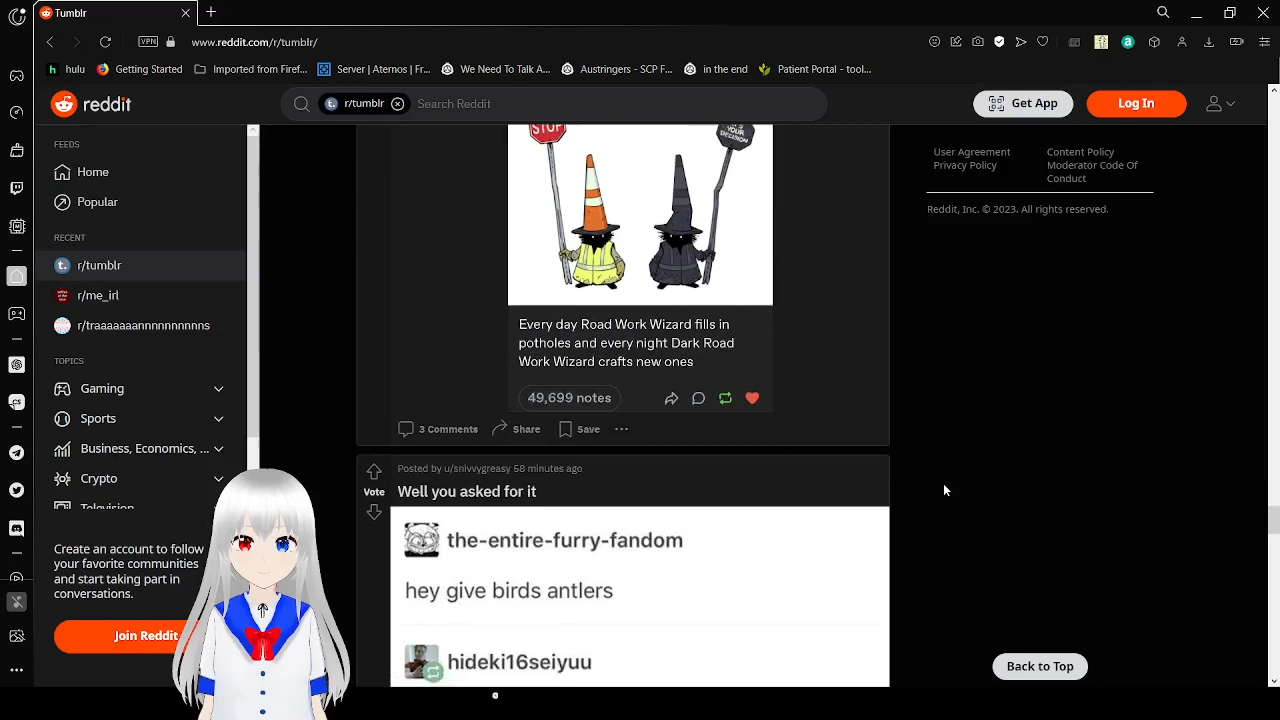 Tumblr
VPN
www.reddit.com/r/tumblr/
hulu
Getting Started
Imported from Firef...
Server | Aternos | Fr...
We Need To Talk A...
Austringers - SCP F...
in the end
Patient Portal - tool...
reddit
r/tumblr
Search Reddit
Get App
Log In
FEEDS
Home
Popular
RECENT
r/tumblr
r/me_irl
r/traaaaaaannnnnnnnnns
TOPICS
Gaming
Sports
Business, Economics, ...
Crypto
Television
Create an account to follow
your favorite communities
and start taking part in
conversations.
Join Reddit
STOP
YOUR
DECISION
Every day Road Work Wizard fills in
potholes and every night Dark Road
Work Wizard crafts new ones
49,699 notes
3 Comments
Share
Save
Posted by u/snivvygreasy 58 minutes ago
Vote
Well you asked for it
the-entire-furry-fandom
hey give birds antlers
hideki16seiyuu
User Agreement
Privacy Policy
Content Policy
Moderator Code Of
Conduct
Reddit, Inc. © 2023. All rights reserved.
Back to Top